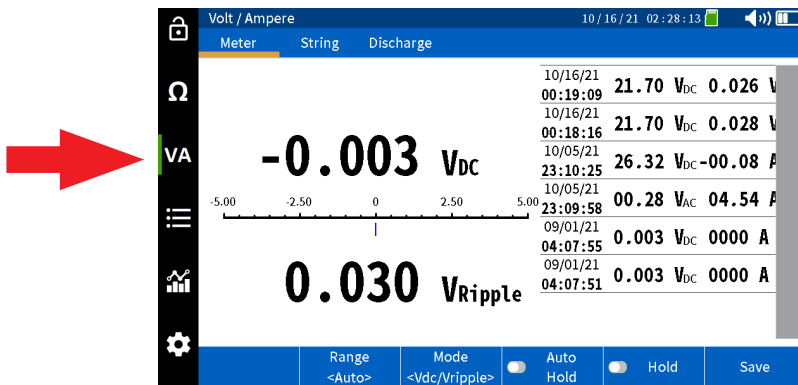 Volt / Ampere 10/16/21 02:28:13
Meter String Discharge
Ω
VA
-0.003 VDC
-5.00 -2.50 0 2.50 5.00
0.030 VRipple
10/16/21
00:19:09 21.70 VDC 0.026
10/16/21
00:18:16 21.70 VDC 0.028
10/05/21
23:10:25 26.32 VDC -00.08 A
10/05/21
23:09:58 00.28 VAC 04.54 A
09/01/21
04:07:55 0.003 VDC 0000 A
09/01/21
04:07:51 0.003 VDC 0000 A
Range
<Auto>
Mode
<Vdc/Vripple>
Auto
Hold
Hold
Save